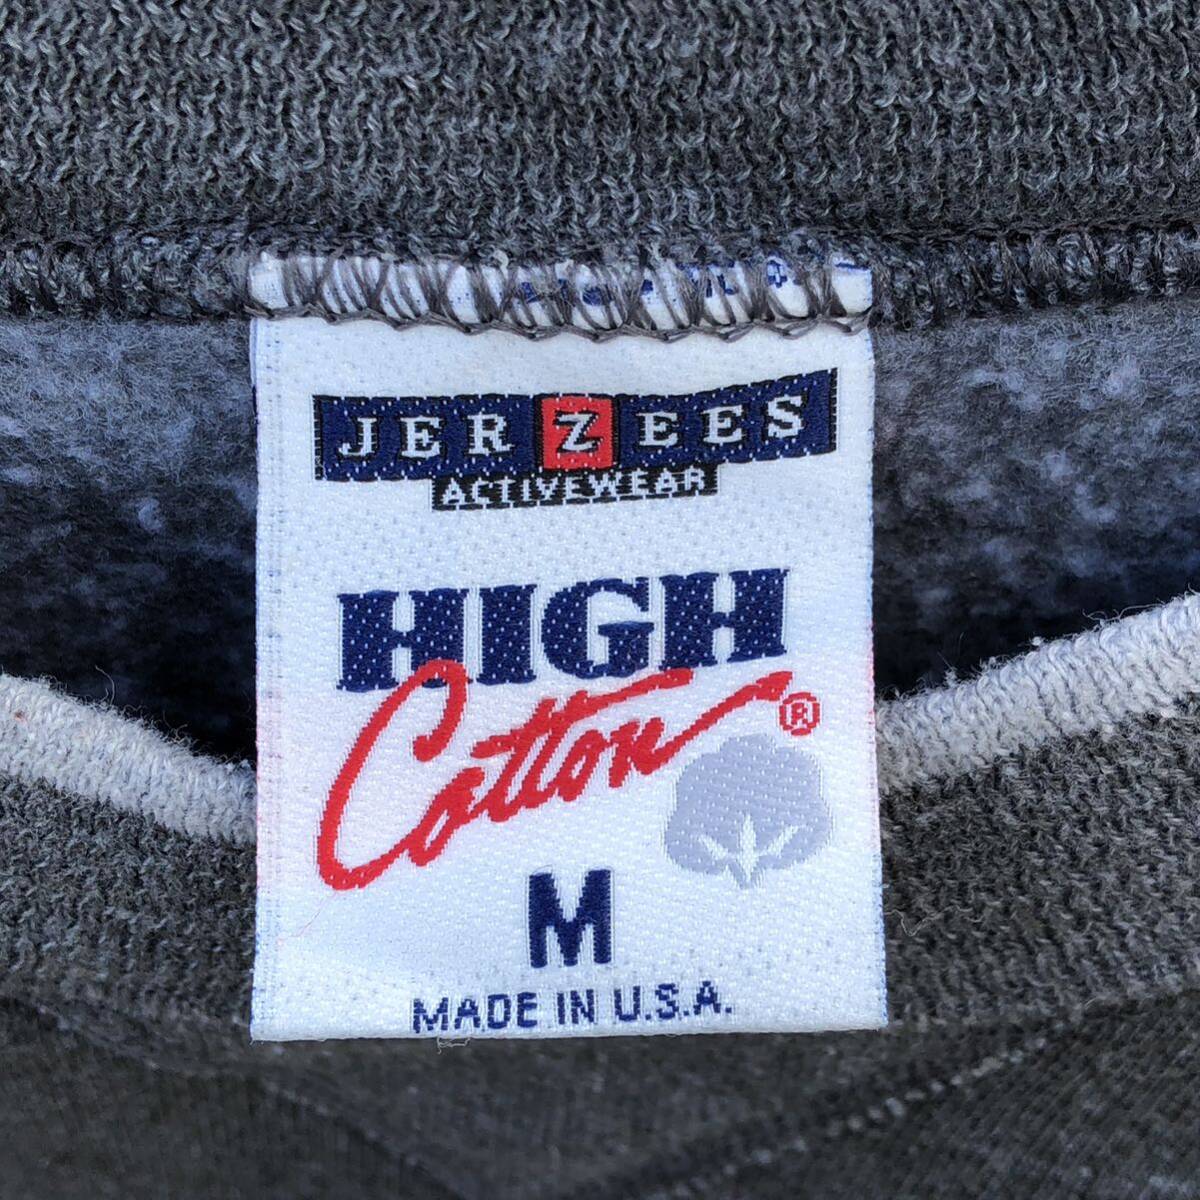 JERZEES
ACTIVEWEAR
HIGH
Cotton ®
M
MADE IN U.S.A.